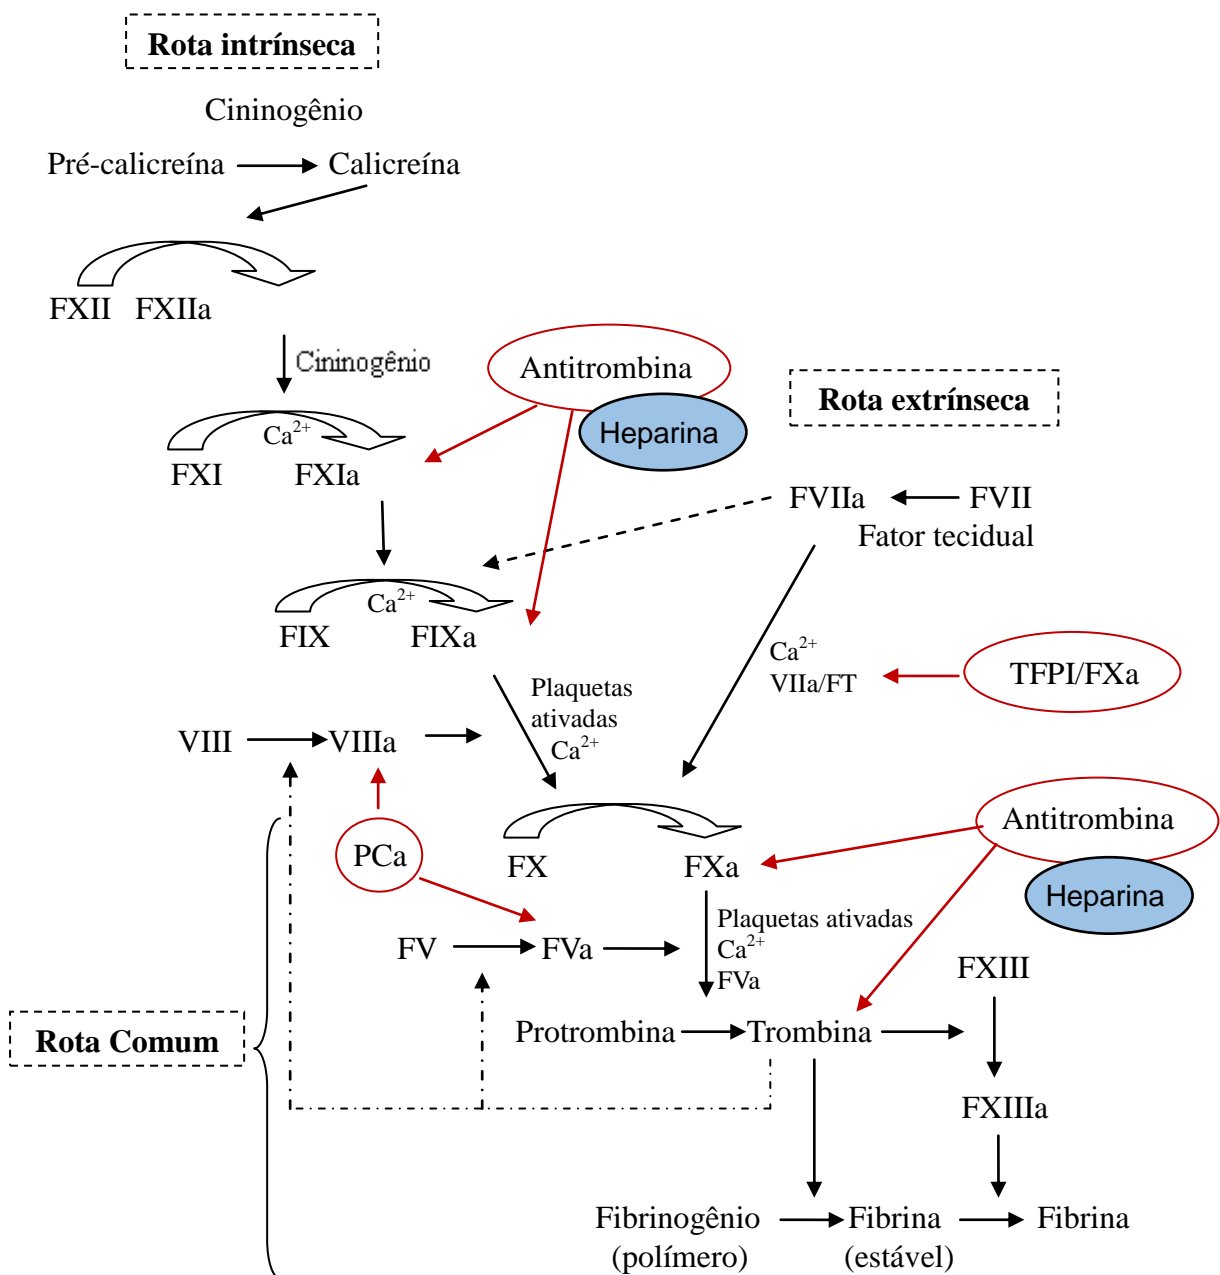 Rota intrínseca
Cininogênio
Pré-calicreína
Calicreína
FXII
FXIIa
Cininogênio
Antitrombina
Heparina
Rota extrínseca
Ca2+
FXI
FXIa
FVIIa
FVII
Fator tecidual
Ca2+
FIX
FIXa
Ca2+
VIIa/FT
TFPI/FXa
Plaquetas
ativadas
Ca2+
VIII
VIIIa
PCa
FX
FXa
Antitrombina
Heparina
Plaquetas ativadas
Ca2+
FVa
FV
FVa
FXIII
Rota Comum
Protrombina
Trombina
FXIIIa
Fibrinogênio
(polímero)
Fibrina
(estável)
Fibrina